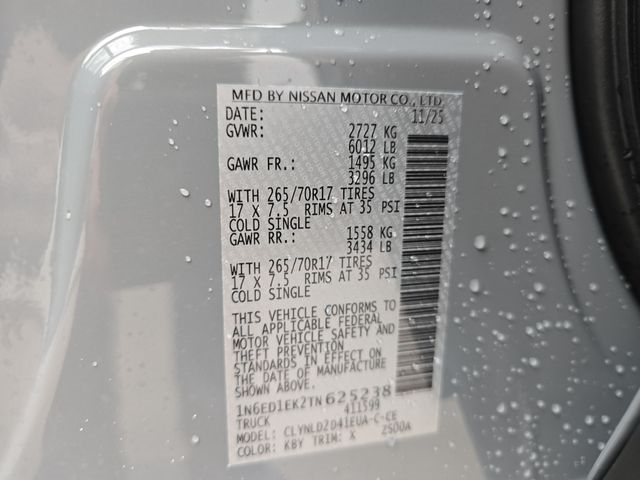 MFD BY NISSAN MOTOR CO., LTD.
DATE: 11/25
GVWR: 2727 KG
6012 LB
GAWR FR.: 1495 KG
3296 LB
WITH 265/70R17 TIRES
17 X 7.5 RIMS AT 35 PSI
COLD SINGLE
GAWR RR.: 1558 KG
3434 LB
WITH 265/70R17 TIRES
17 X 7.5 RIMS AT 35 PSI
COLD SINGLE
THIS VEHICLE CONFORMS TO
ALL APPLICABLE FEDERAL
MOTOR VEHICLE SAFETY AND
THEFT PREVENTION
STANDARDS IN EFFECT ON
THE DATE OF MANUFACTURE
SHOWN ABOVE.
1N6ED1EK2TN625238
TRUCK 411599
MODEL: CLYNLD2D41EUA-C-CE
COLOR: KBY TRIM: X 2500A